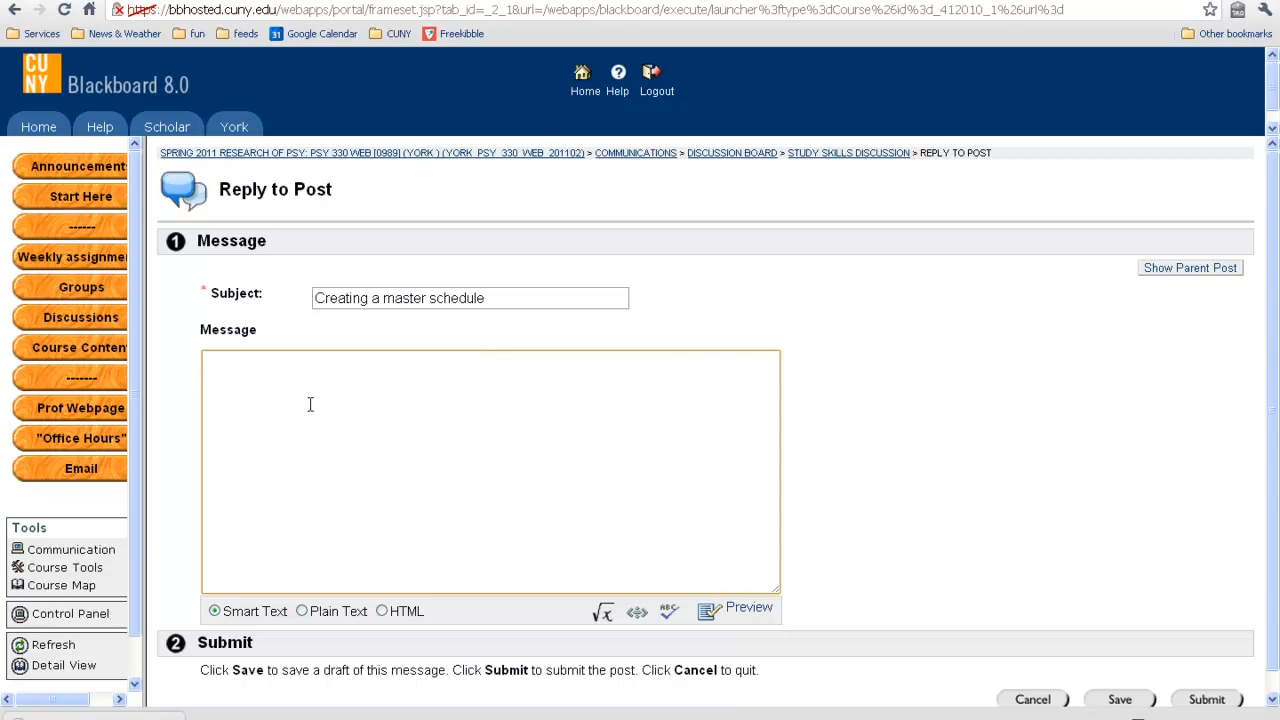 https://bbhosted.cuny.edu/webapps/portal/frameset.jsp?tab_id=_2_1&url=/webapps/blackboard/execute/launcher%3ftype%3dCourse%26id%3d_412010_1%26url%3d
Services News & Weather fun feeds 31 Google Calendar CUNY Freekibble Other bookmarks
CU
NY
Blackboard 8.0
Home Help Logout
Home Help Scholar York
SPRING 2011 RESEARCH OF PSY: PSY 330 WEB [0989] (YORK ) (YORK_PSY_330_WEB_201102) > COMMUNICATIONS > DISCUSSION BOARD > STUDY SKILLS DISCUSSION > REPLY TO POST
Announcement
Start Here
------
Weekly assignme
Groups
Discussions
Course Conten
-------
Prof Webpage
"Office Hours"
Email
Tools
Communication
Course Tools
Course Map
Control Panel
Refresh
Detail View
Reply to Post
1 Message
Show Parent Post
* Subject: Creating a master schedule
Message
Smart Text Plain Text HTML √x ABC Preview
2 Submit
Click Save to save a draft of this message. Click Submit to submit the post. Click Cancel to quit.
Cancel Save Submit